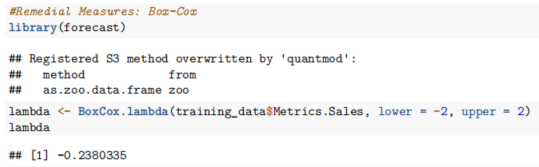 #Remedial Measures: Box-Cox
library(forecast)
## Registered S3 method overwritten by 'quantmod':
##   method            from
##   as.zoo.data.frame zoo
lambda <- BoxCox.lambda(training_data$Metrics.Sales, lower = -2, upper = 2)
lambda
## [1] -0.2380335